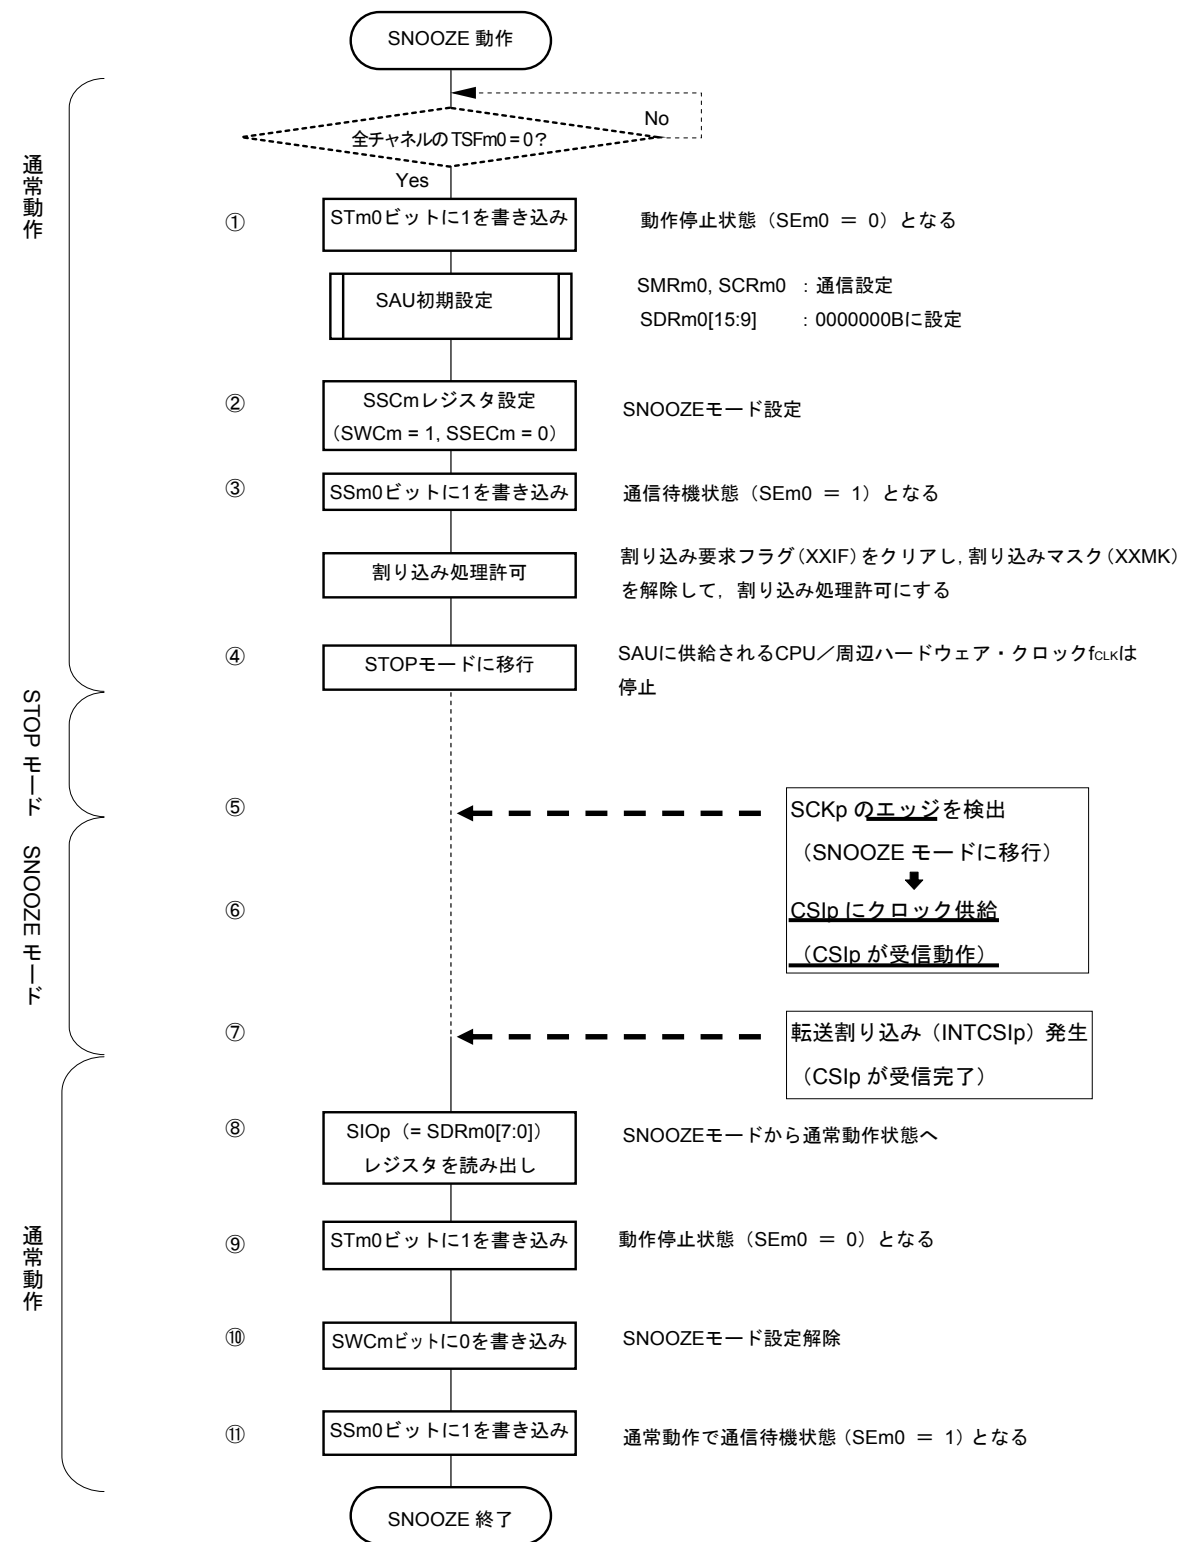 SNOOZE 動作
No
全チャネルの TSFm0 = 0？
Yes
通常動作
①
STm0ビットに1を書き込み
動作停止状態（SEm0 ＝ 0）となる
SAU初期設定
SMRm0, SCRm0 ：通信設定
SDRm0[15:9] ：0000000Bに設定
②
SSCmレジスタ設定
（SWCm = 1, SSECm = 0）
SNOOZEモード設定
③
SSm0ビットに1を書き込み
通信待機状態（SEm0 ＝ 1）となる
割り込み処理許可
割り込み要求フラグ（XXIF）をクリアし，割り込みマスク（XXMK）
を解除して，割り込み処理許可にする
④
STOPモードに移行
SAUに供給されるCPU／周辺ハードウェア・クロックfCLKは
停止
STOP モード
⑤
SCKp のエッジを検出
（SNOOZE モードに移行）
SNOOZE モード
⑥
CSIp にクロック供給
（CSIp が受信動作）
⑦
転送割り込み（INTCSIp）発生
（CSIp が受信完了）
通常動作
⑧
SIOp（= SDRm0[7:0]）
レジスタを読み出し
SNOOZEモードから通常動作状態へ
⑨
STm0ビットに1を書き込み
動作停止状態（SEm0 ＝ 0）となる
⑩
SWCmビットに0を書き込み
SNOOZEモード設定解除
⑪
SSm0ビットに1を書き込み
通常動作で通信待機状態（SEm0 ＝ 1）となる
SNOOZE 終了